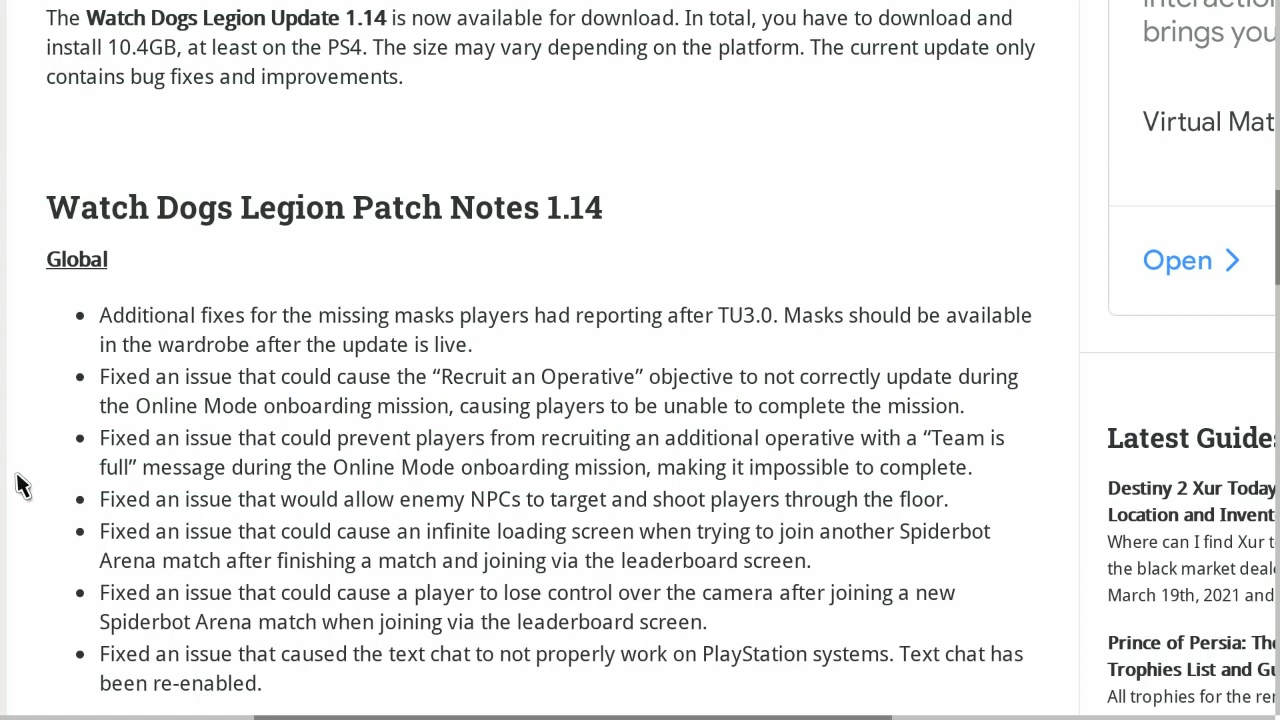 The Watch Dogs Legion Update 1.14 is now available for download. In total, you have to download and
install 10.4GB, at least on the PS4. The size may vary depending on the platform. The current update only
contains bug fixes and improvements.
Watch Dogs Legion Patch Notes 1.14
Global
Additional fixes for the missing masks players had reporting after TU3.0. Masks should be available
in the wardrobe after the update is live.
Fixed an issue that could cause the “Recruit an Operative” objective to not correctly update during
the Online Mode onboarding mission, causing players to be unable to complete the mission.
Fixed an issue that could prevent players from recruiting an additional operative with a “Team is
full” message during the Online Mode onboarding mission, making it impossible to complete.
Fixed an issue that would allow enemy NPCs to target and shoot players through the floor.
Fixed an issue that could cause an infinite loading screen when trying to join another Spiderbot
Arena match after finishing a match and joining via the leaderboard screen.
Fixed an issue that could cause a player to lose control over the camera after joining a new
Spiderbot Arena match when joining via the leaderboard screen.
Fixed an issue that caused the text chat to not properly work on PlayStation systems. Text chat has
been re-enabled.
brings you
Virtual Mat
Open
Latest Guide
Destiny 2 Xur Today
Location and Invent
Where can I find Xur t
the black market deal
March 19th, 2021 and
Prince of Persia: The
Trophies List and Gu
All trophies for the re